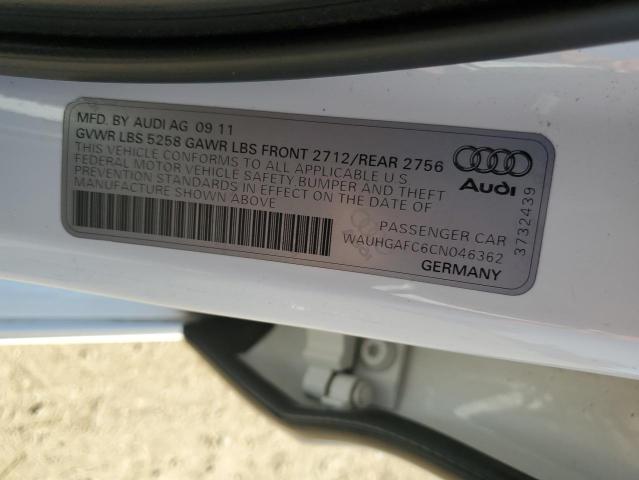 MFD. BY AUDI AG 09 11
GVWR LBS 5258 GAWR LBS FRONT 2712/REAR 2756
THIS VEHICLE CONFORMS TO ALL APPLICABLE U.S.
FEDERAL MOTOR VEHICLE SAFETY,BUMPER AND THEFT
PREVENTION STANDARDS IN EFFECT ON THE DATE OF
MANUFACTURE SHOWN ABOVE
Audi
PASSENGER CAR
WAUHGAFC6CN046362
GERMANY
3732439